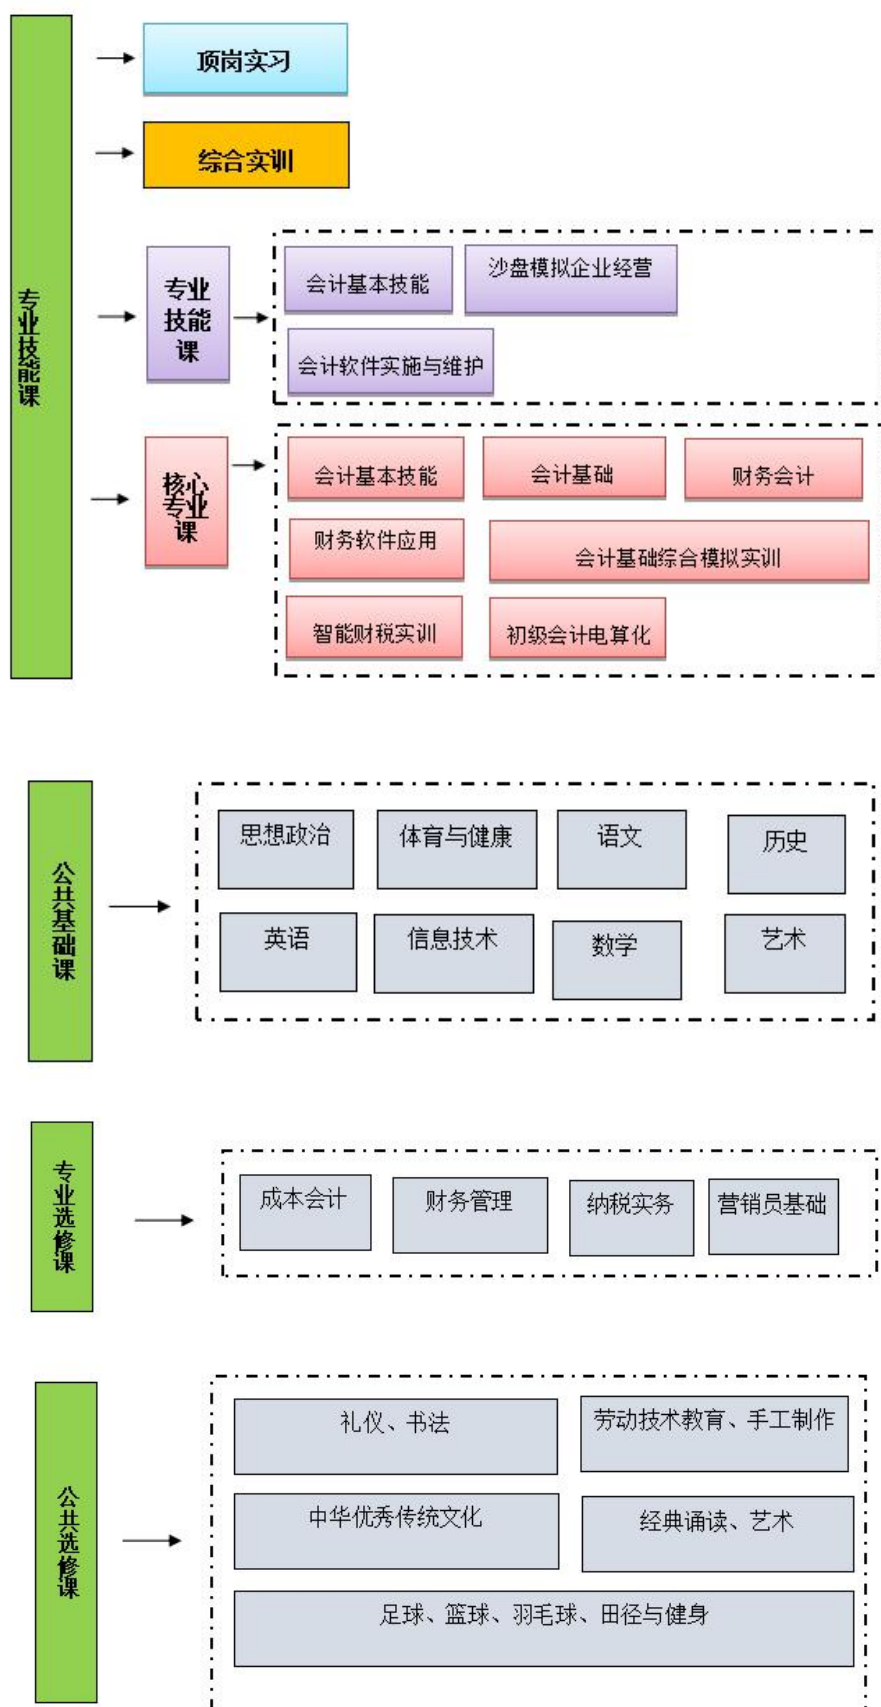 专业技能课
顶岗实习
综合实训
专业
技能
课
会计基本技能
沙盘模拟企业经营
会计软件实施与维护
核心
专业
课
会计基本技能
会计基础
财务会计
财务软件应用
会计基础综合模拟实训
智能财税实训
初级会计电算化
公共基础课
思想政治
体育与健康
语文
历史
英语
信息技术
数学
艺术
专业选修课
成本会计
财务管理
纳税实务
营销员基础
公共选修课
礼仪、书法
劳动技术教育、手工制作
中华优秀传统文化
经典诵读、艺术
足球、篮球、羽毛球、田径与健身